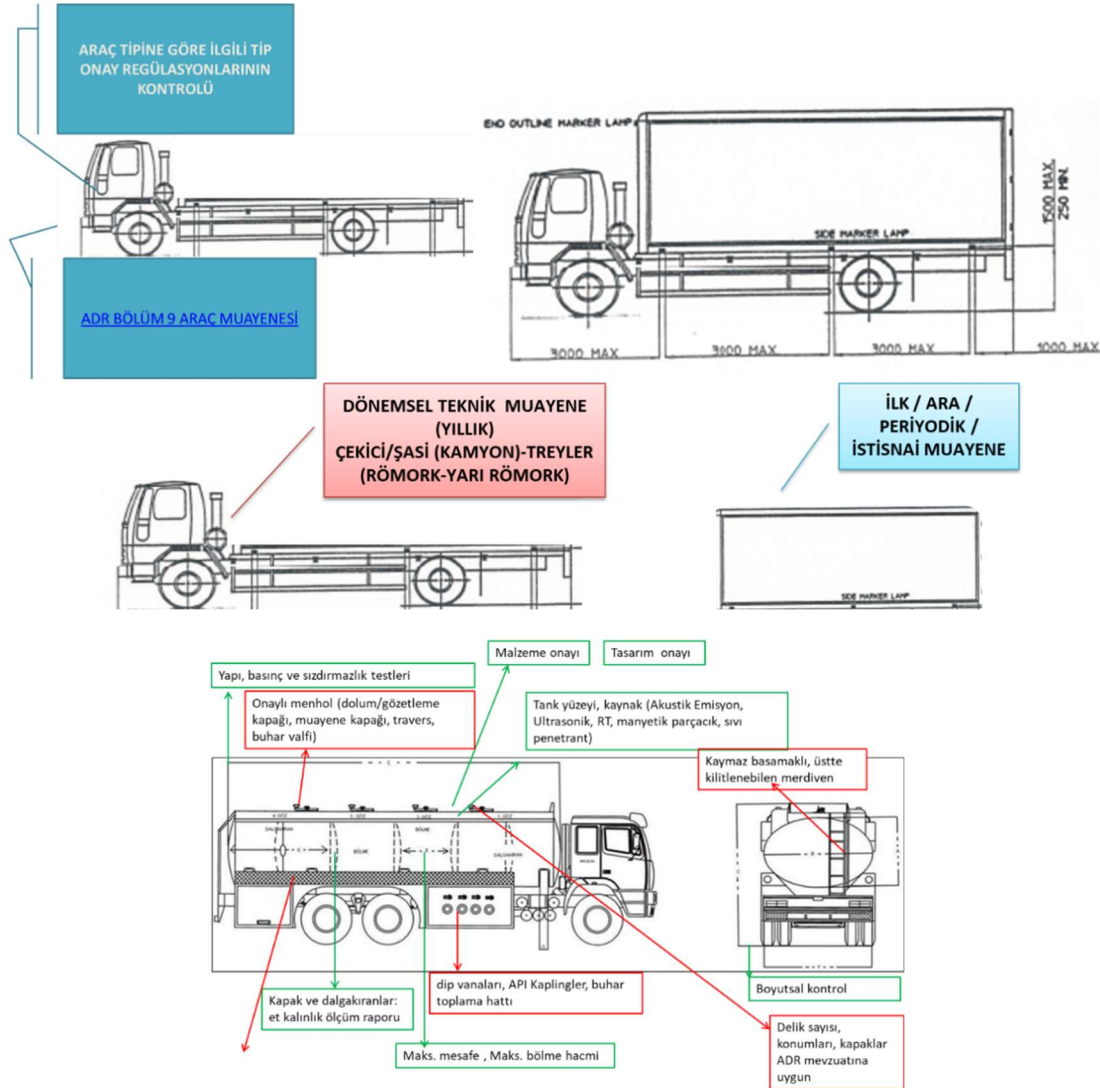 ARAÇ TİPİNE GÖRE İLGİLİ TİP
ONAY REGÜLASYONLARININ
KONTROLÜ
END OUTLINE MARKER LAMP
SIDE MARKER LAMP
1500 MAX.
250 MIN.
3000 MAX
3000 MAX
3000 MAX
1000 MAX
ADR BÖLÜM 9 ARAÇ MUAYENESİ
DÖNEMSEL TEKNİK MUAYENE
(YILLIK)
ÇEKİCİ/ŞASİ (KAMYON)-TREYLER
(RÖMORK-YARI RÖMORK)
İLK / ARA /
PERİYODİK /
İSTİSNAİ MUAYENE
SIDE MARKER LAMP
Malzeme onayı
Tasarım onayı
Yapı, basınç ve sızdırmazlık testleri
Onaylı menhol (dolum/gözetleme
kapağı, muayene kapağı, travers,
buhar valfi)
Tank yüzeyi, kaynak (Akustik Emisyon,
Ultrasonik, RT, manyetik parçacık, sıvı
penetrant)
Kaymaz basamaklı, üstte
kilitlenebilen merdiven
DALGAKIRAN
BÖLME
BÖLME
DALGAKIRAN
Kapak ve dalgakıranlar:
et kalınlık ölçüm raporu
dip vanaları, API Kaplingler, buhar
toplama hattı
Boyutsal kontrol
Maks. mesafe , Maks. bölme hacmi
Delik sayısı,
konumları, kapaklar
ADR mevzuatına
uygun